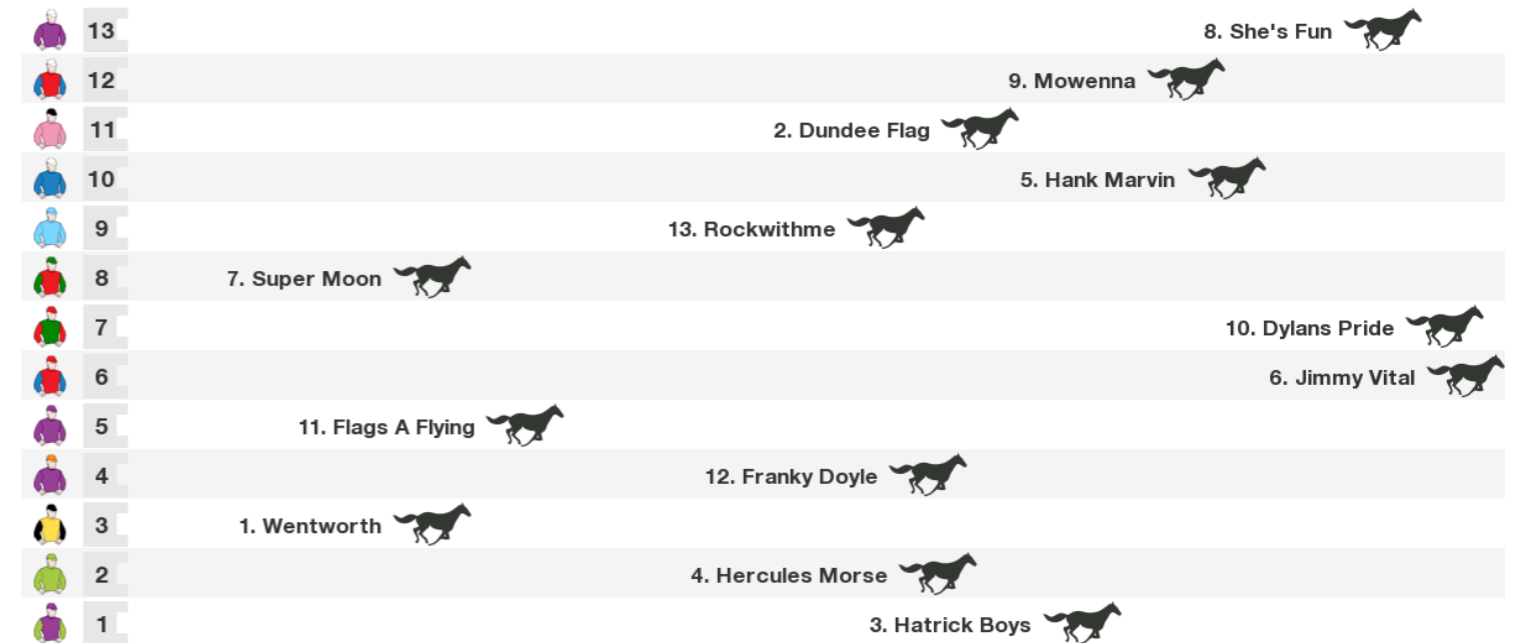 13 8. She's Fun
12 9. Mowenna
11 2. Dundee Flag
10 5. Hank Marvin
9 13. Rockwithme
8 7. Super Moon
7 10. Dylans Pride
6 6. Jimmy Vital
5 11. Flags A Flying
4 12. Franky Doyle
3 1. Wentworth
2 4. Hercules Morse
1 3. Hatrick Boys